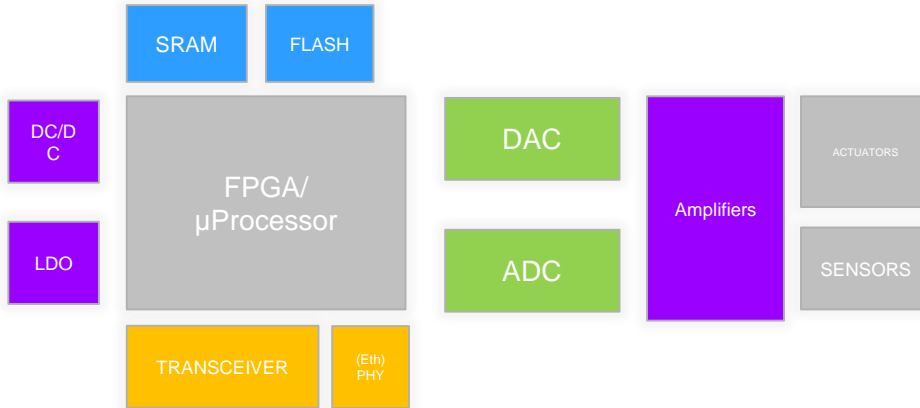 SRAM
FLASH
DC/D
C
FPGA/
µProcessor
DAC
Amplifiers
ACTUATORS
LDO
ADC
SENSORS
TRANSCEIVER
(Eth)
PHY